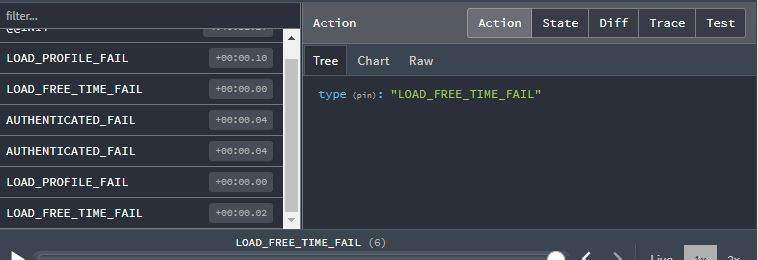 filter...
@@INIT
LOAD_PROFILE_FAIL +00:00.10
LOAD_FREE_TIME_FAIL +00:00.00
AUTHENTICATED_FAIL +00:00.04
AUTHENTICATED_FAIL +00:00.04
LOAD_PROFILE_FAIL +00:00.00
LOAD_FREE_TIME_FAIL +00:00.02
Action Action State Diff Trace Test
Tree Chart Raw
type (pin): "LOAD_FREE_TIME_FAIL"
LOAD_FREE_TIME_FAIL (6)
Live 1x 2x